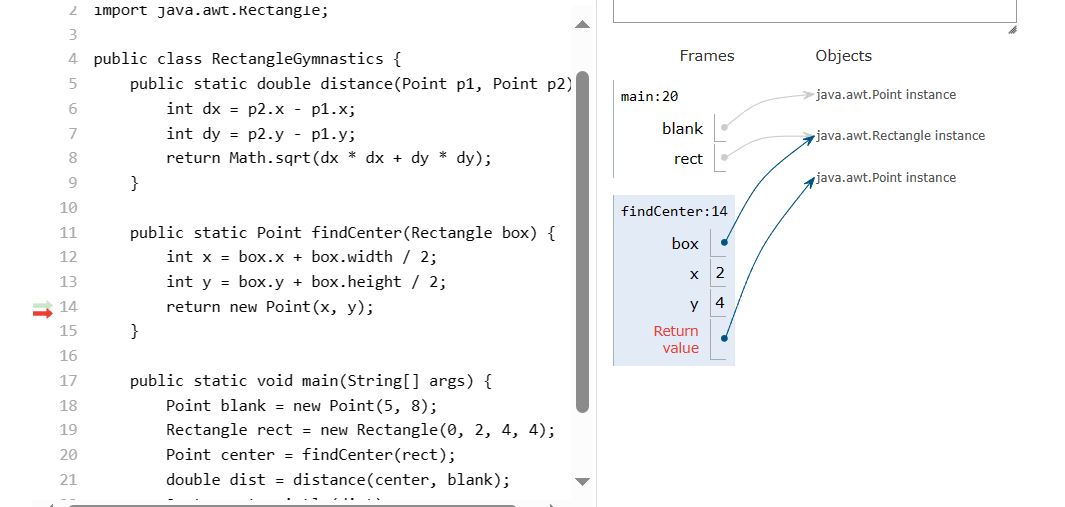 2 import java.awt.Rectangle;
3
4 public class RectangleGymnastics {
5 public static double distance(Point p1, Point p2)
6 int dx = p2.x - p1.x;
7 int dy = p2.y - p1.y;
8 return Math.sqrt(dx * dx + dy * dy);
9 }
10
11 public static Point findCenter(Rectangle box) {
12 int x = box.x + box.width / 2;
13 int y = box.y + box.height / 2;
14 return new Point(x, y);
15 }
16
17 public static void main(String[] args) {
18 Point blank = new Point(5, 8);
19 Rectangle rect = new Rectangle(0, 2, 4, 4);
20 Point center = findCenter(rect);
21 double dist = distance(center, blank);
Frames Objects
main:20
blank
rect
java.awt.Point instance
java.awt.Rectangle instance
java.awt.Point instance
findCenter:14
box
x 2
y 4
Return
value